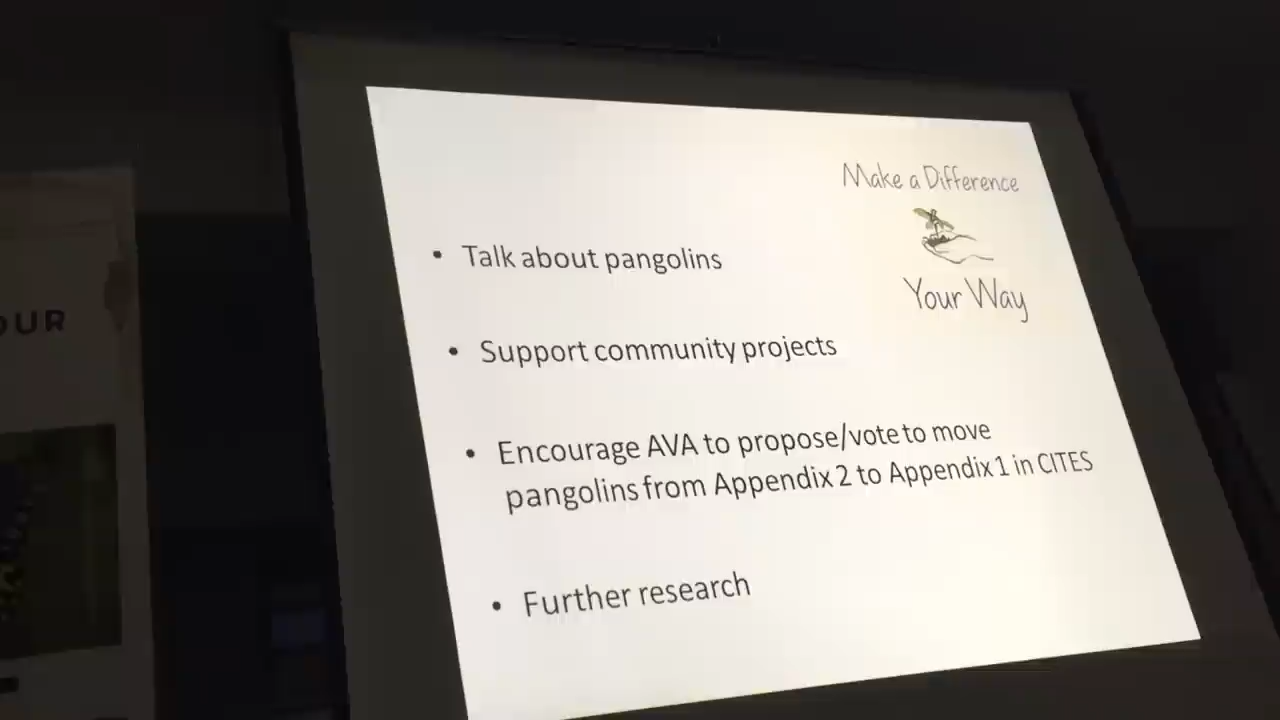 Make a Difference
Your Way
• Talk about pangolins
• Support community projects
• Encourage AVA to propose/vote to move
pangolins from Appendix 2 to Appendix 1 in CITES
• Further research
OUR